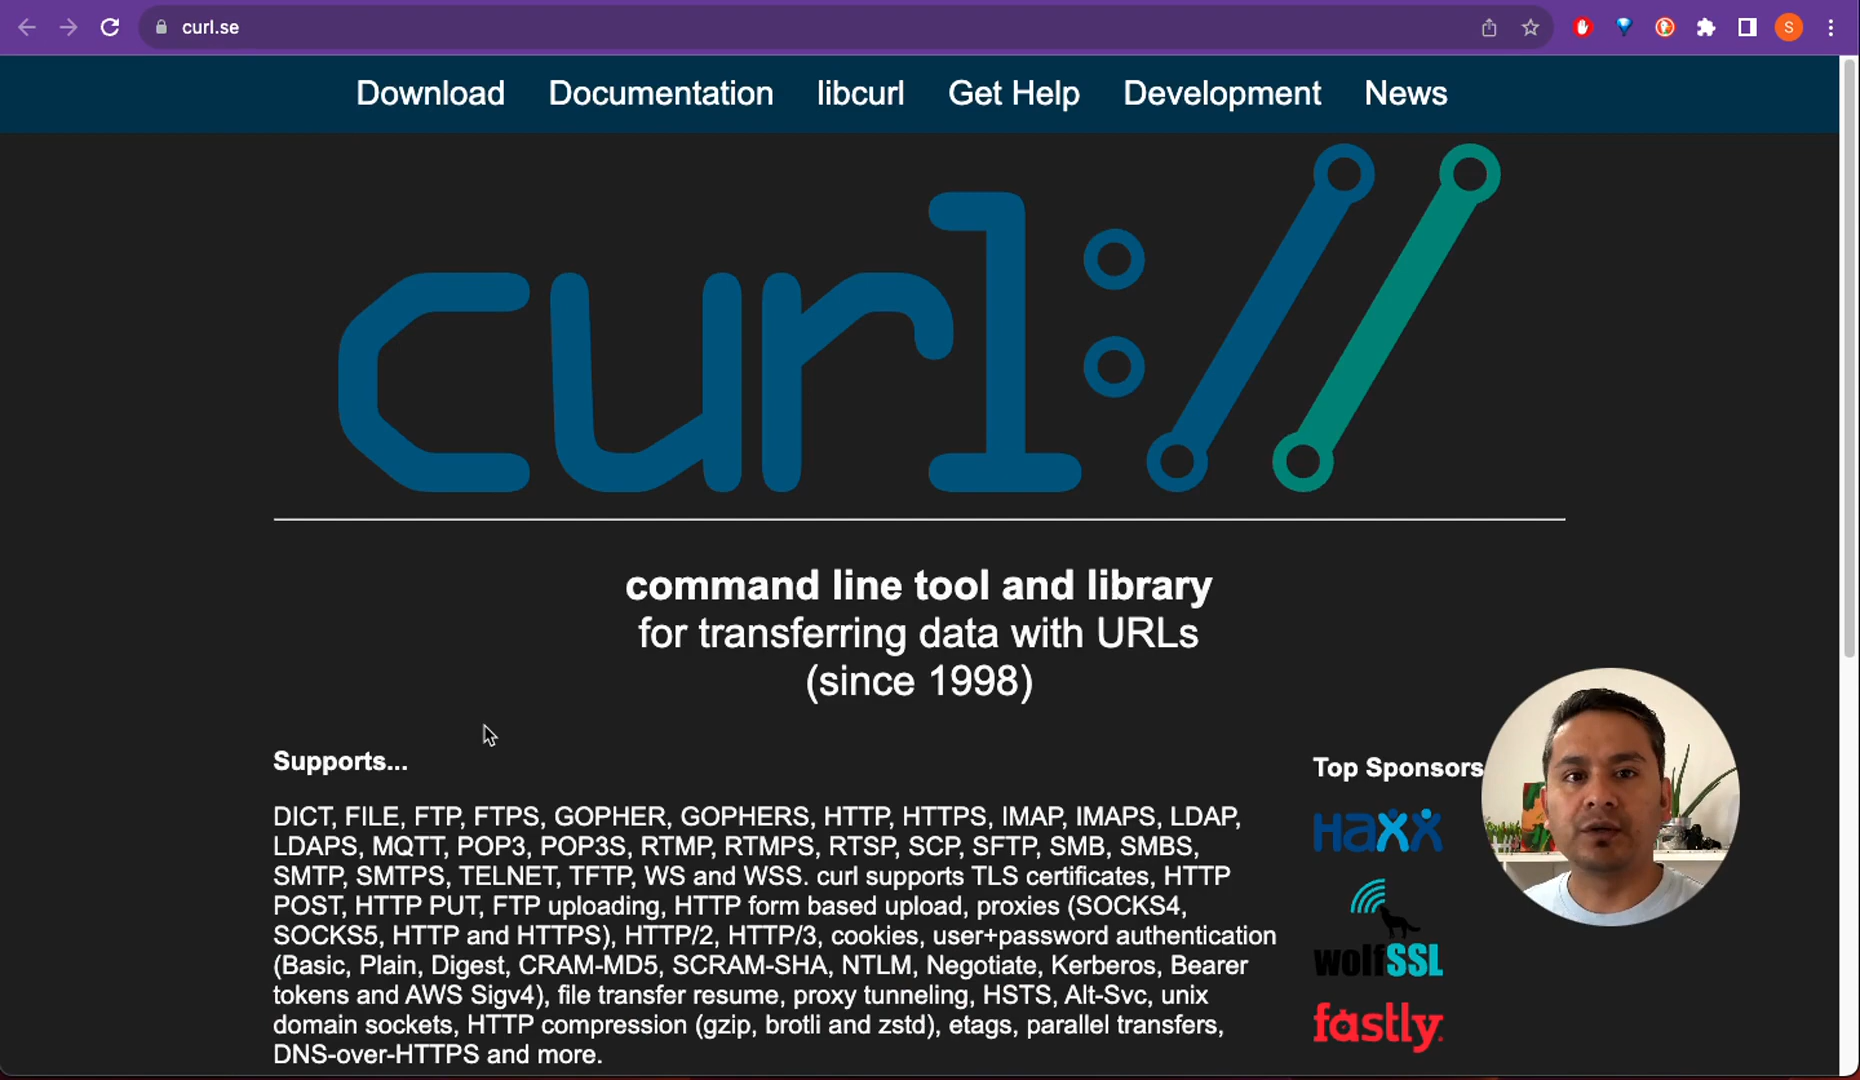 curl.se
S
Download Documentation libcurl Get Help Development News
curl://
command line tool and library
for transferring data with URLs
(since 1998)
Supports...
DICT, FILE, FTP, FTPS, GOPHER, GOPHERS, HTTP, HTTPS, IMAP, IMAPS, LDAP,
LDAPS, MQTT, POP3, POP3S, RTMP, RTMPS, RTSP, SCP, SFTP, SMB, SMBS,
SMTP, SMTPS, TELNET, TFTP, WS and WSS. curl supports TLS certificates, HTTP
POST, HTTP PUT, FTP uploading, HTTP form based upload, proxies (SOCKS4,
SOCKS5, HTTP and HTTPS), HTTP/2, HTTP/3, cookies, user+password authentication
(Basic, Plain, Digest, CRAM-MD5, SCRAM-SHA, NTLM, Negotiate, Kerberos, Bearer
tokens and AWS Sigv4), file transfer resume, proxy tunneling, HSTS, Alt-Svc, unix
domain sockets, HTTP compression (gzip, brotli and zstd), etags, parallel transfers,
DNS-over-HTTPS and more.
Top Sponsors
Haxx
wolfSSL
fastly